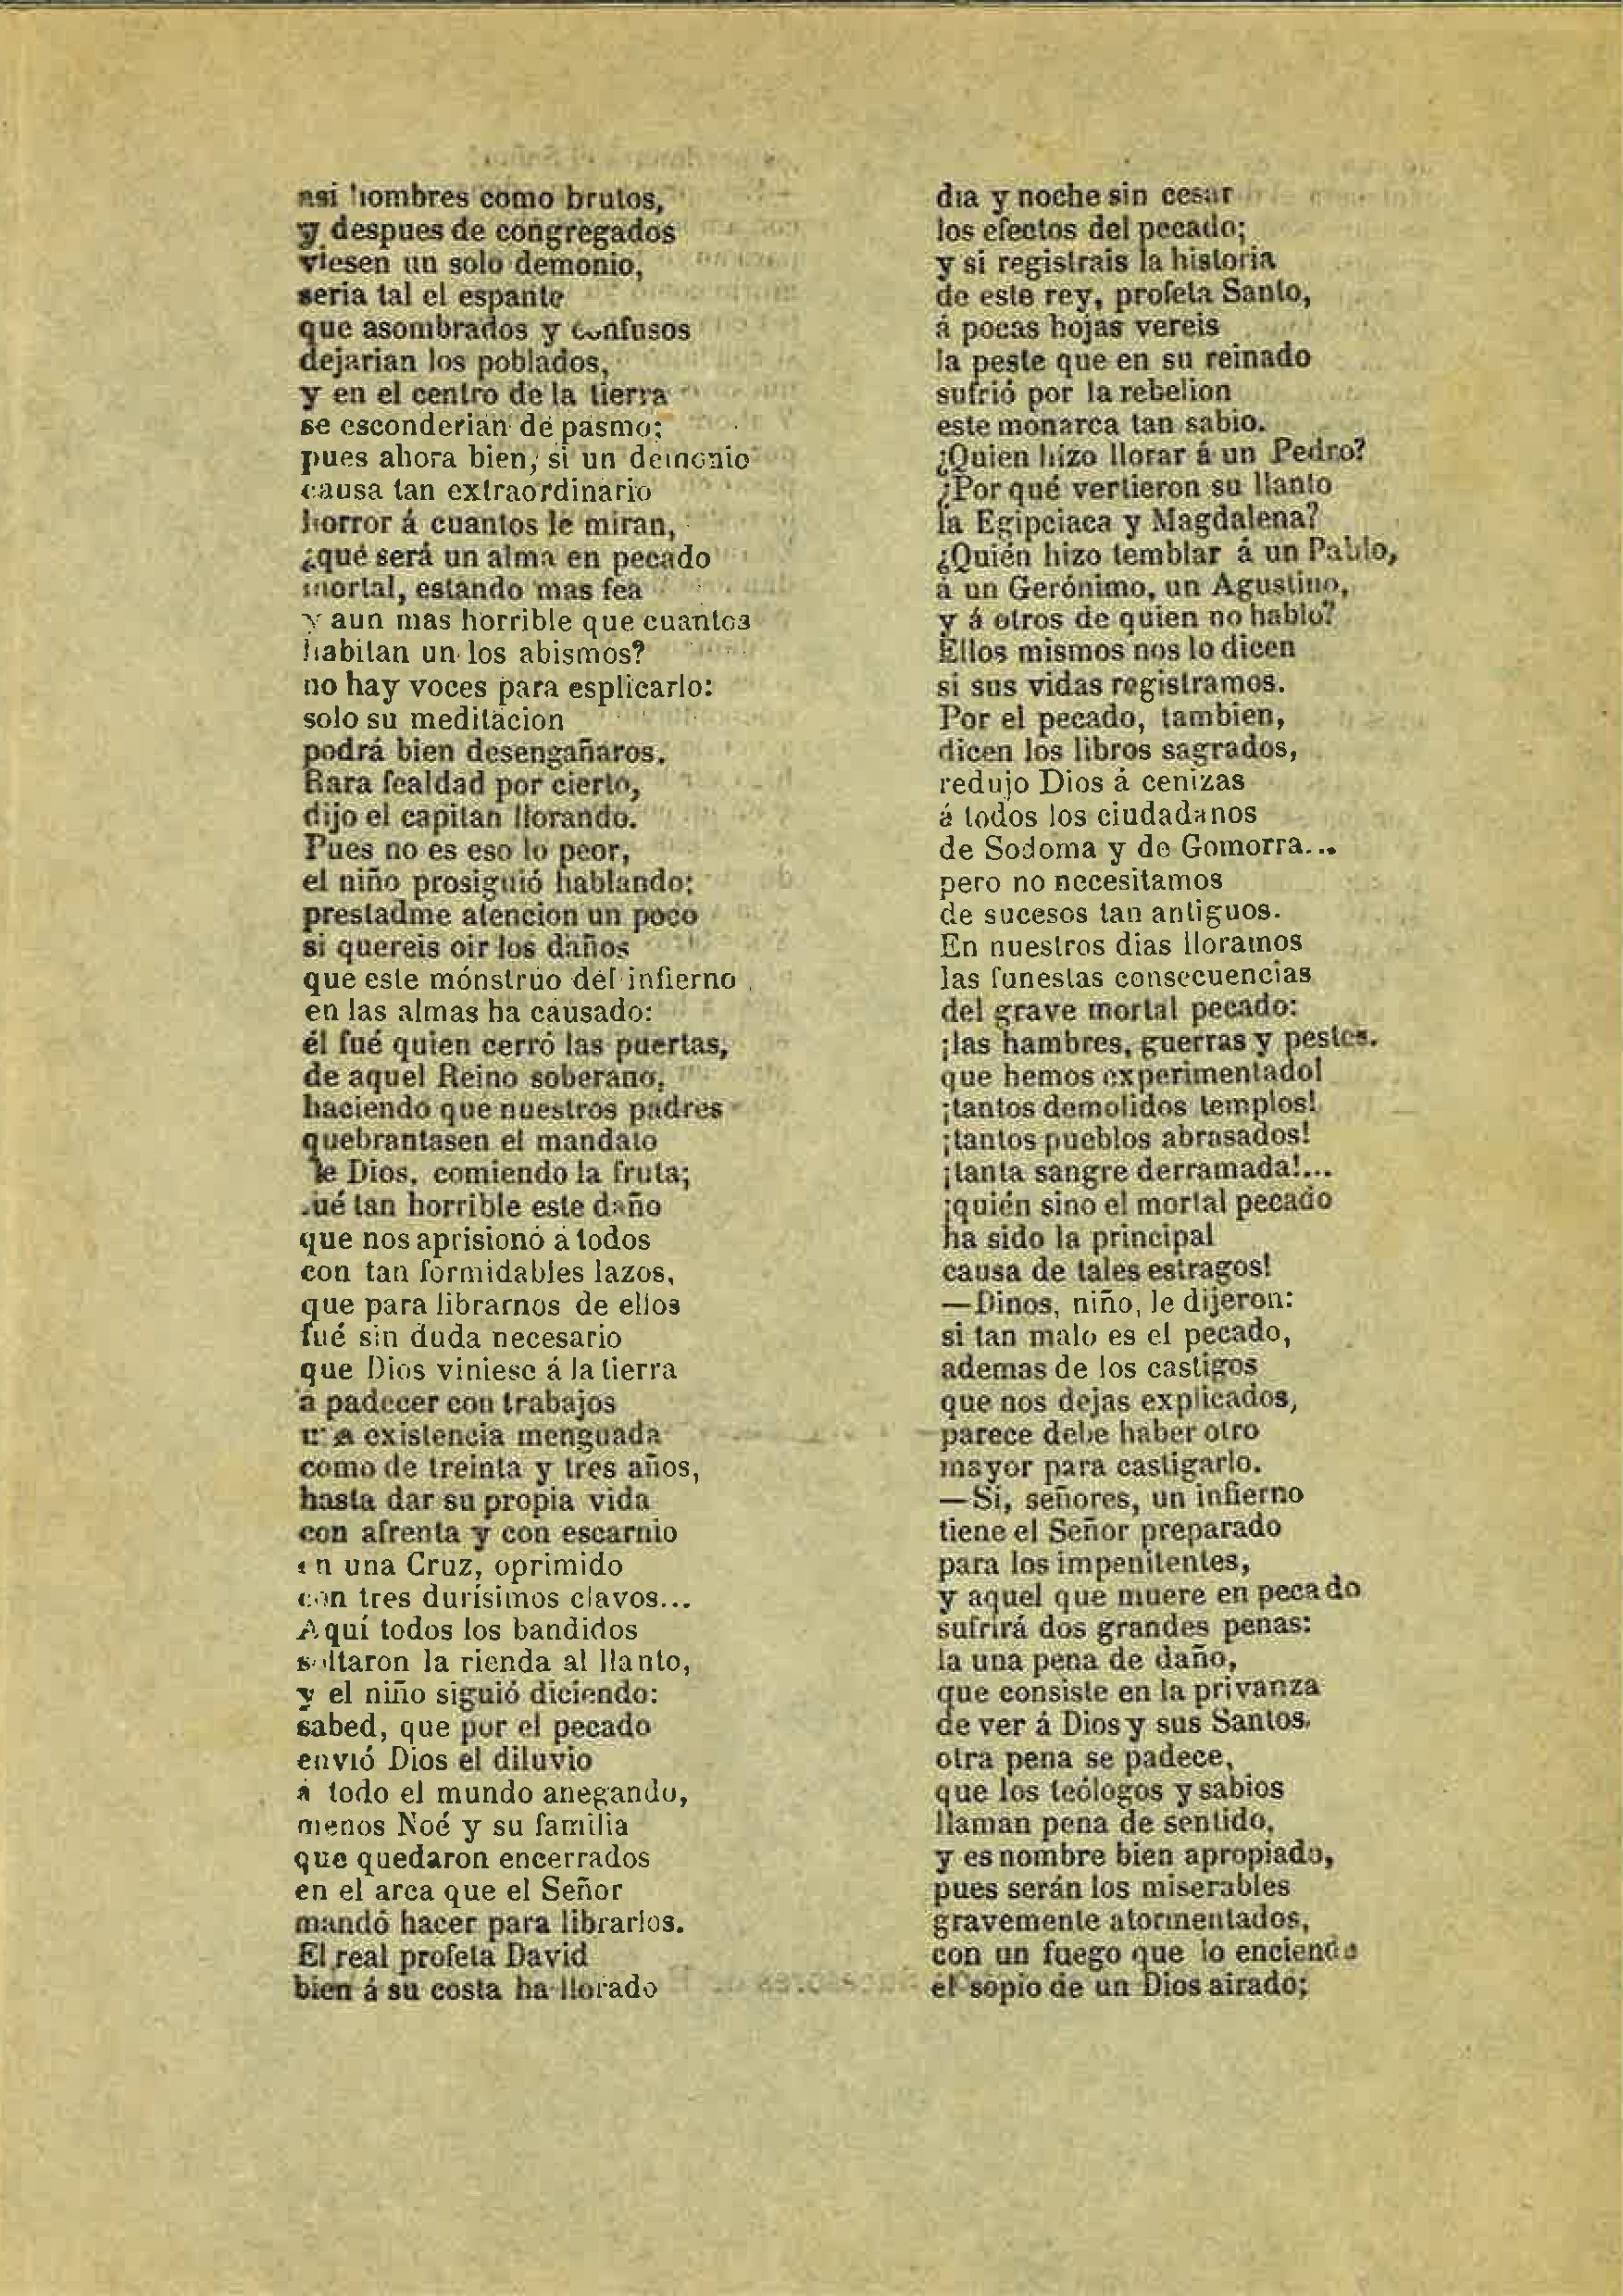 asi hombres como brutos,
y despues de congregados
viesen un solo demonio,
seria tal el espante
que asombrados y confusos
dejarian los poblados,
y en el centro de la tierra
se esconderian de pasmo;
pues ahora bien, si un demonio
causa tan extraordinario
horror á cuantos le miran,
¿qué será un alma en pecado
mortal, estando mas fea
y aun mas horrible que cuantos
habitan un los abismos?
no hay voces para esplicarlo:
solo su meditacion
podrá bien desengañaros.
Rara fealdad por cierto,
dijo el capitan llorando.
Pues no es eso lo peor,
el niño prosiguió hablando;
prestadme atencion un poco
si quereis oir los daños
que este mónstruo del infierno
en las almas ha causado:
él fué quien cerró las puertas,
de aquel Reino soberano,
haciendo que nuestros padres
quebrantasen el mandato
de Dios, comiendo la fruta;
fué tan horrible este daño
que nos aprisionó á todos
con tan formidables lazos,
que para librarnos de ellos
fué sin duda necesario
que Dios viniese á la tierra
á padecer con trabajos
una existencia menguada
como de treinta y tres años,
hasta dar su propia vida
con afrenta y con escarnio
en una Cruz, oprimido
con tres durísimos clavos...
Aquí todos los bandidos
soltaron la rienda al llanto,
y el niño siguió diciendo:
sabed, que por el pecado
envió Dios el diluvio
á todo el mundo anegando,
menos Noé y su familia
que quedaron encerrados
en el arca que el Señor
mandó hacer para librarlos.
El real profeta David
bien á su costa ha llorado
dia y noche sin cesar
los efectos del pecado;
y si registrais la historia
de este rey, profeta Santo,
á pocas hojas vereis
la peste que en su reinado
sufrió por la rebelion
este monarca tan sabio.
¿Quien hizo llorar á un Pedro?
¿Por qué vertieron su llanto
la Egipciaca y Magdalena?
¿Quién hizo temblar á un Pablo,
á un Gerónimo, un Agustino,
y á otros de quien no hablo?
Ellos mismos nos lo dicen
si sus vidas registramos.
Por el pecado, tambien,
dicen los libros sagrados,
redujo Dios á cenizas
á todos los ciudadanos
de Sodoma y de Gomorra...
pero no necesitamos
de sucesos tan antiguos.
En nuestros dias lloramos
las funestas consecuencias
del grave mortal pecado:
¡las hambres, guerras y pestes.
que hemos experimentado!
¡tantos demolidos templos!
¡tantos pueblos abrasados!
¡tanta sangre derramada!...
¡quién sino el mortal pecado
ha sido la principal
causa de tales estragos!
—Dinos, niño, le dijeron:
si tan malo es el pecado,
ademas de los castigos
que nos dejas explicados,
parece debe haber otro
mayor para castigarlo.
—Si, señores, un infierno
tiene el Señor preparado
para los impenitentes,
y aquel que muere en pecado
sufrirá dos grandes penas:
la una pena de daño,
que consiste en la privanza
de ver á Dios y sus Santos.
otra pena se padece,
que los teólogos y sabios
llaman pena de sentido,
y es nombre bien apropiado,
pues serán los miserables
gravemente atormentados,
con un fuego que lo enciende
el sopio de un Dios airado;